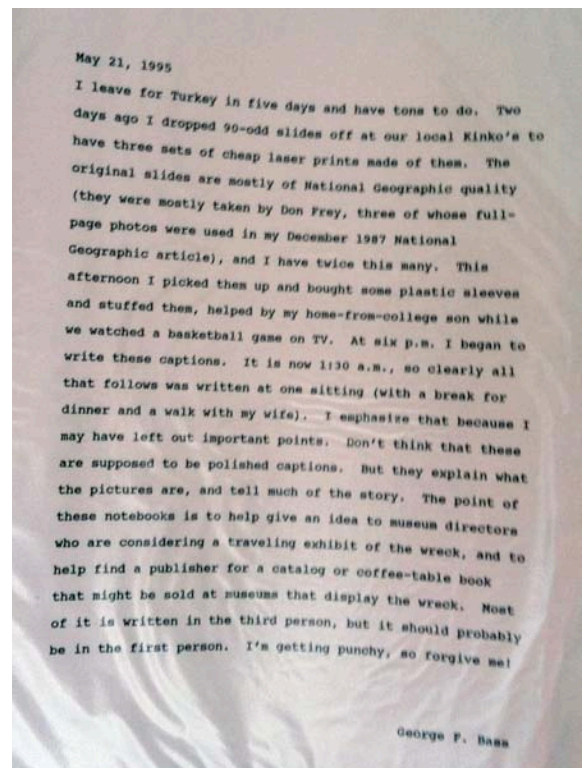 May 21, 1995
I leave for Turkey in five days and have tons to do. Two
days ago I dropped 90-odd slides off at our local Kinko's to
have three sets of cheap laser prints made of them. The
original slides are mostly of National Geographic quality
(they were mostly taken by Don Frey, three of whose full-
page photos were used in my December 1987 National
Geographic article), and I have twice this many. This
afternoon I picked them up and bought some plastic sleeves
and stuffed them, helped by my home-from-college son while
we watched a basketball game on TV. At six p.m. I began to
write these captions. It is now 1:30 a.m., so clearly all
that follows was written at one sitting (with a break for
dinner and a walk with my wife). I emphasize that because I
may have left out important points. Don't think that these
are supposed to be polished captions. But they explain what
the pictures are, and tell much of the story. The point of
these notebooks is to help give an idea to museum directors
who are considering a traveling exhibit of the wreck, and to
help find a publisher for a catalog or coffee-table book
that might be sold at museums that display the wreck. Most
of it is written in the third person, but it should probably
be in the first person. I'm getting punchy, so forgive me!
George F. Bass